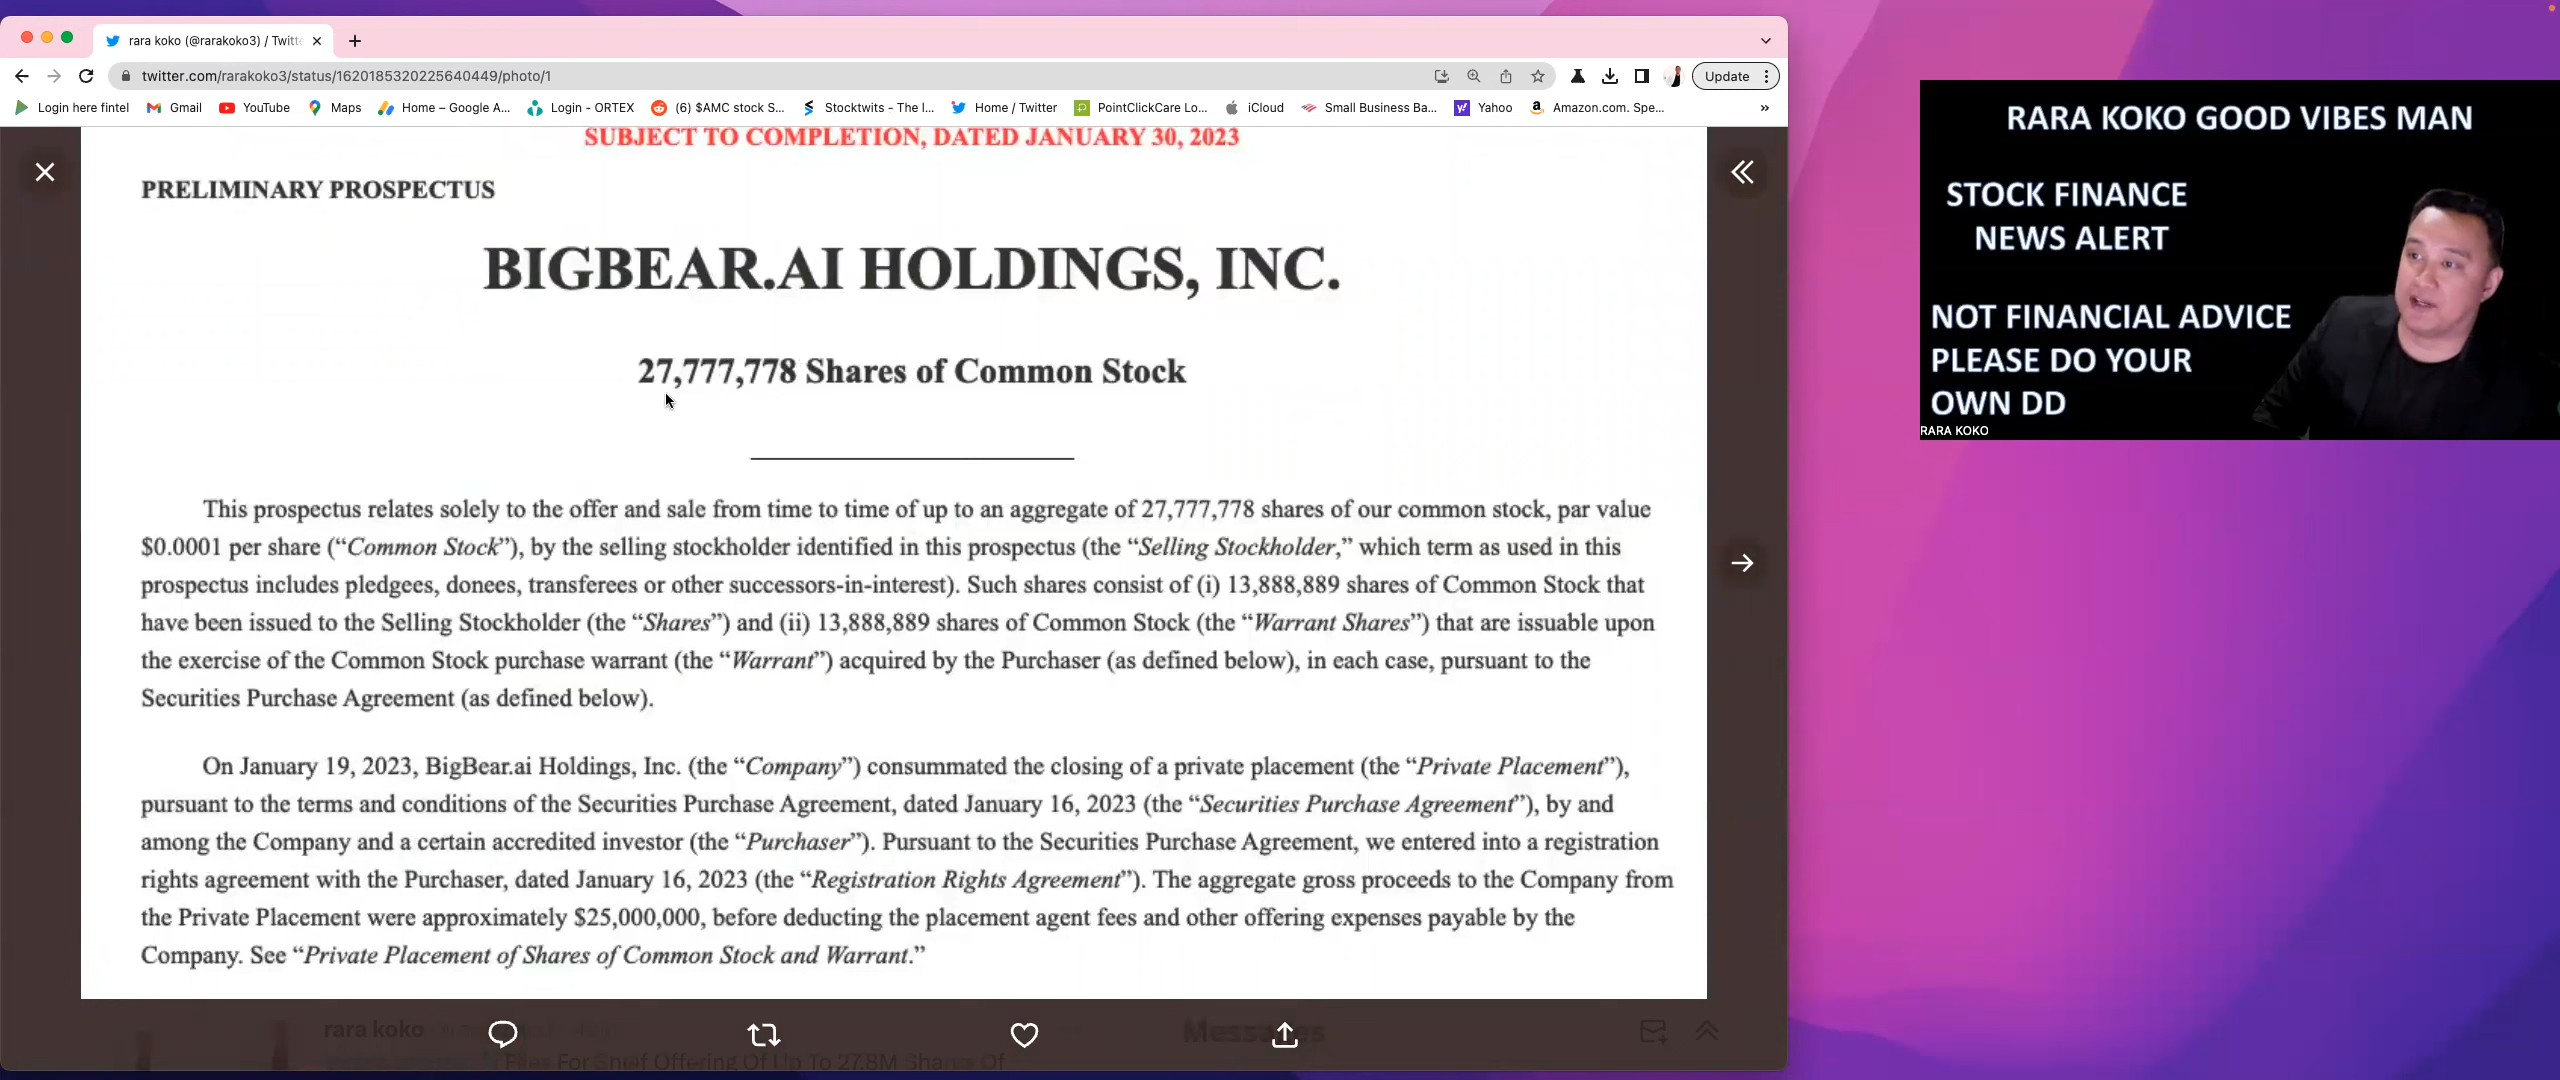 rara koko (@rarakoko3) / Twitt
twitter.com/rarakoko3/status/1620185320225640449/photo/1
Update
Login here fintel
Gmail
YouTube
Maps
Home – Google A...
Login - ORTEX
(6) $AMC stock S...
Stocktwits - The l...
Home / Twitter
PointClickCare Lo...
iCloud
Small Business Ba...
Yahoo
Amazon.com. Spe...
SUBJECT TO COMPLETION, DATED JANUARY 30, 2023
PRELIMINARY PROSPECTUS
BIGBEAR.AI HOLDINGS, INC.
27,777,778 Shares of Common Stock
This prospectus relates solely to the offer and sale from time to time of up to an aggregate of 27,777,778 shares of our common stock, par value
$0.0001 per share (“Common Stock”), by the selling stockholder identified in this prospectus (the “Selling Stockholder,” which term as used in this
prospectus includes pledgees, donees, transferees or other successors-in-interest). Such shares consist of (i) 13,888,889 shares of Common Stock that
have been issued to the Selling Stockholder (the “Shares”) and (ii) 13,888,889 shares of Common Stock (the “Warrant Shares”) that are issuable upon
the exercise of the Common Stock purchase warrant (the “Warrant”) acquired by the Purchaser (as defined below), in each case, pursuant to the
Securities Purchase Agreement (as defined below).
On January 19, 2023, BigBear.ai Holdings, Inc. (the “Company”) consummated the closing of a private placement (the “Private Placement”),
pursuant to the terms and conditions of the Securities Purchase Agreement, dated January 16, 2023 (the “Securities Purchase Agreement”), by and
among the Company and a certain accredited investor (the “Purchaser”). Pursuant to the Securities Purchase Agreement, we entered into a registration
rights agreement with the Purchaser, dated January 16, 2023 (the “Registration Rights Agreement”). The aggregate gross proceeds to the Company from
the Private Placement were approximately $25,000,000, before deducting the placement agent fees and other offering expenses payable by the
Company. See “Private Placement of Shares of Common Stock and Warrant.”
rara koko
Messages
Files For Shelf Offering Of Up To 27.8M Shares Of
RARA KOKO GOOD VIBES MAN
STOCK FINANCE
NEWS ALERT
NOT FINANCIAL ADVICE
PLEASE DO YOUR
OWN DD
RARA KOKO